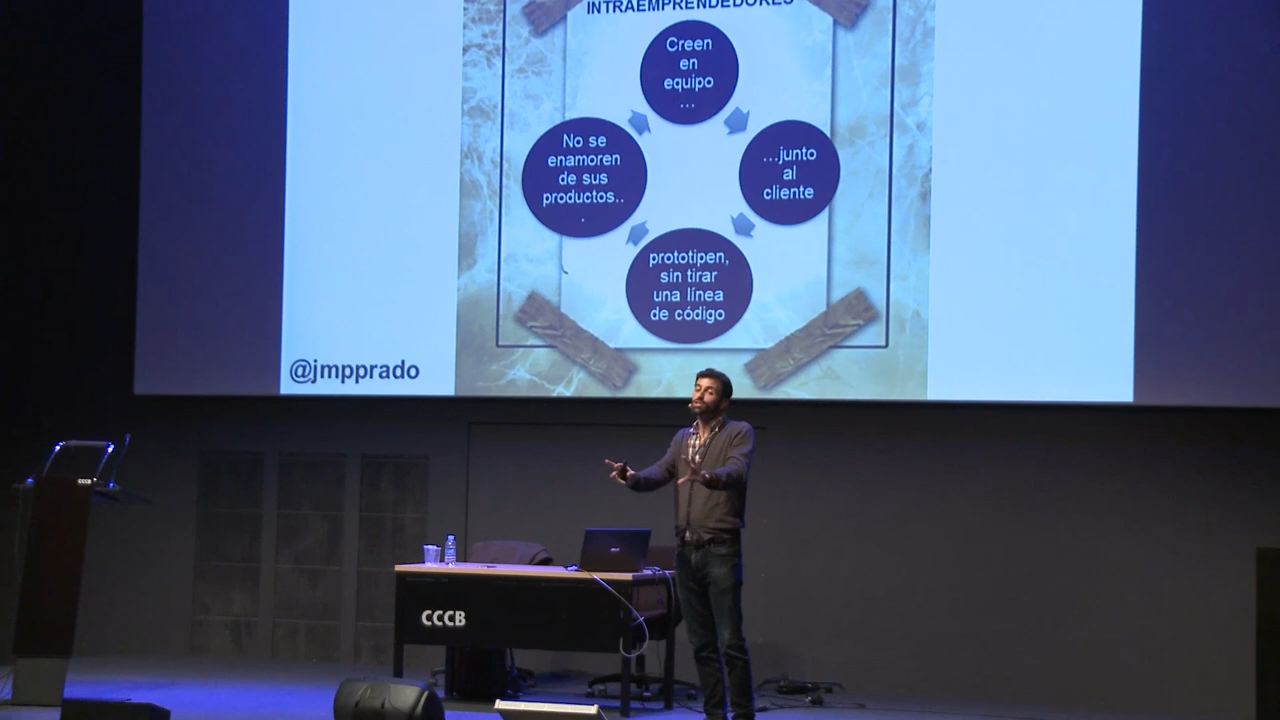 INTRAEMPRENDEDORES
Creen
en
equipo
...
...junto
al
cliente
prototipen,
sin tirar
una línea
de código
No se
enamoren
de sus
productos..
.
@jmpprado
CCCB
CCCB